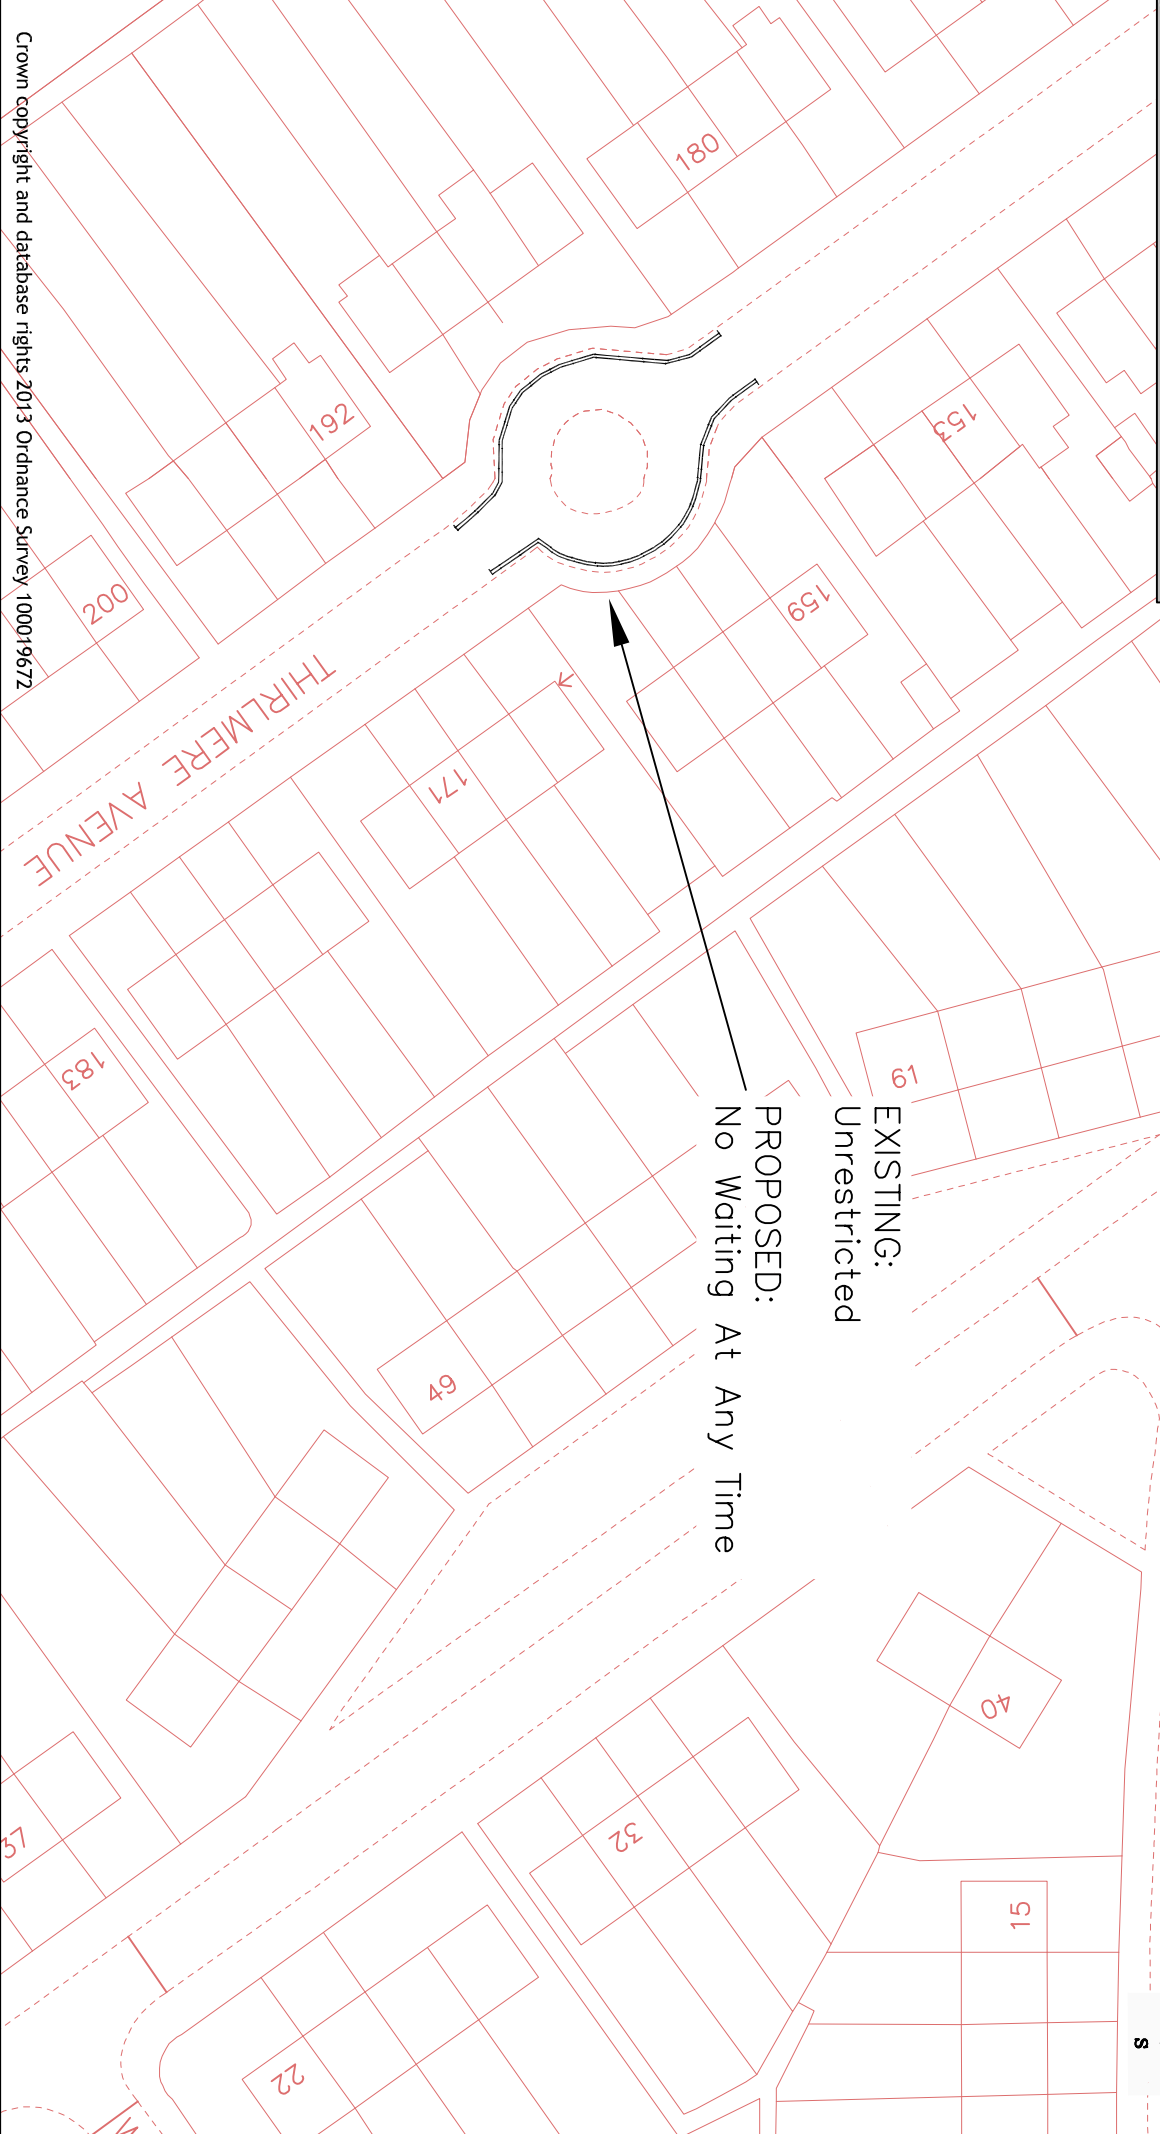 EXISTING:
Unrestricted
PROPOSED:
No Waiting At Any Time
THIRLMERE AVENUE
180
192
200
153
159
171
183
61
49
40
37
32
22
15
s
Crown copyright and database rights 2013 Ordnance Survey 100019672